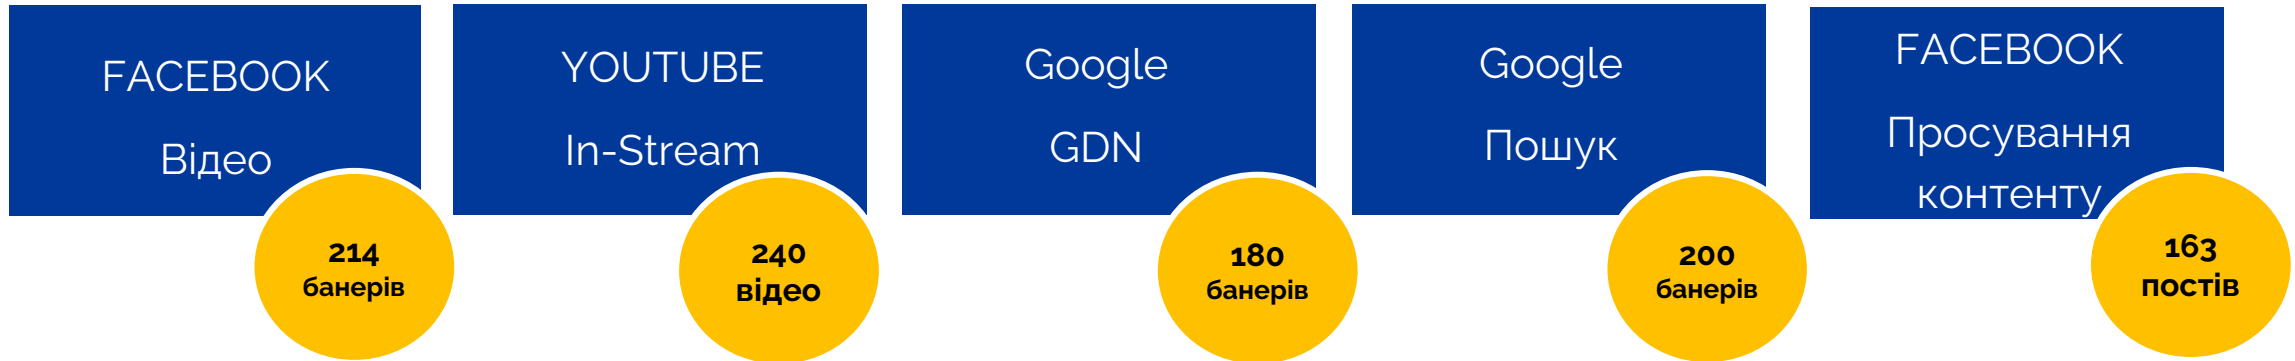 FACEBOOK
Відео
214
банерів
YOUTUBE
In-Stream
240
відео
Google
GDN
180
банерів
Google
Пошук
200
банерів
FACEBOOK
Просування
контенту
163
постів